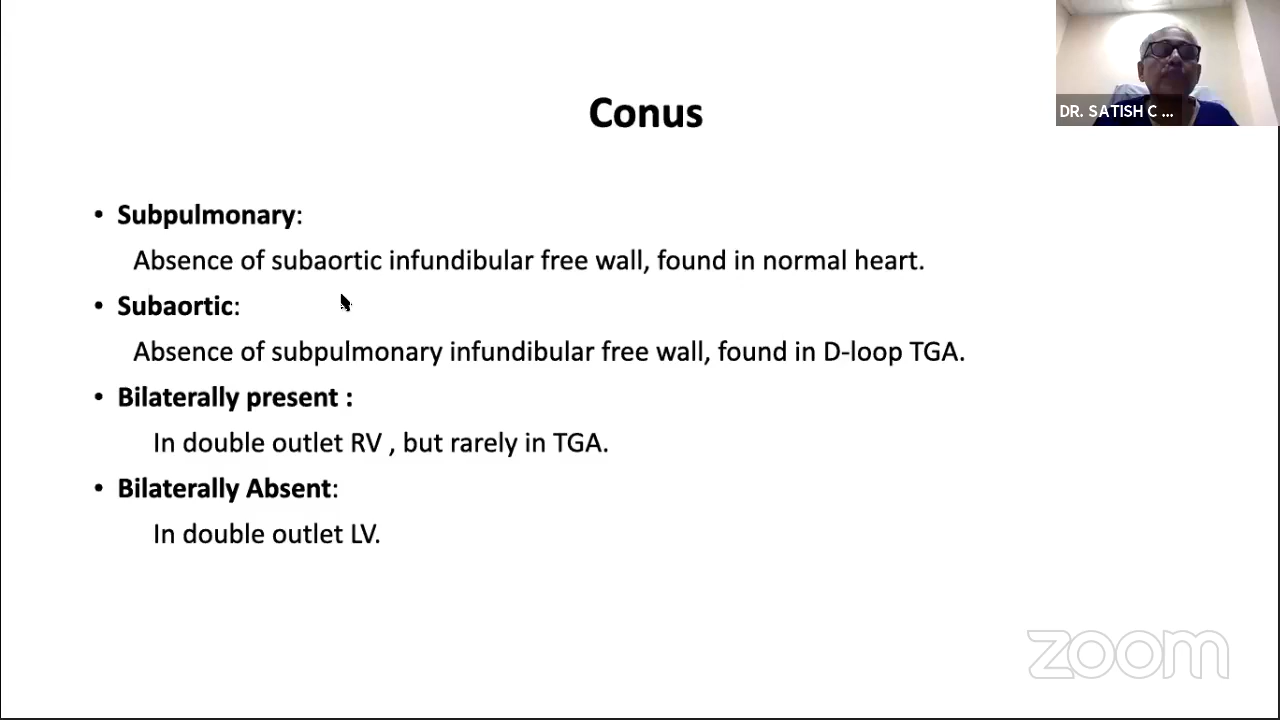 DR. SATISH C ...
Conus
• Subpulmonary:
Absence of subaortic infundibular free wall, found in normal heart.
• Subaortic:
Absence of subpulmonary infundibular free wall, found in D-loop TGA.
• Bilaterally present :
In double outlet RV , but rarely in TGA.
• Bilaterally Absent:
In double outlet LV.
zoom